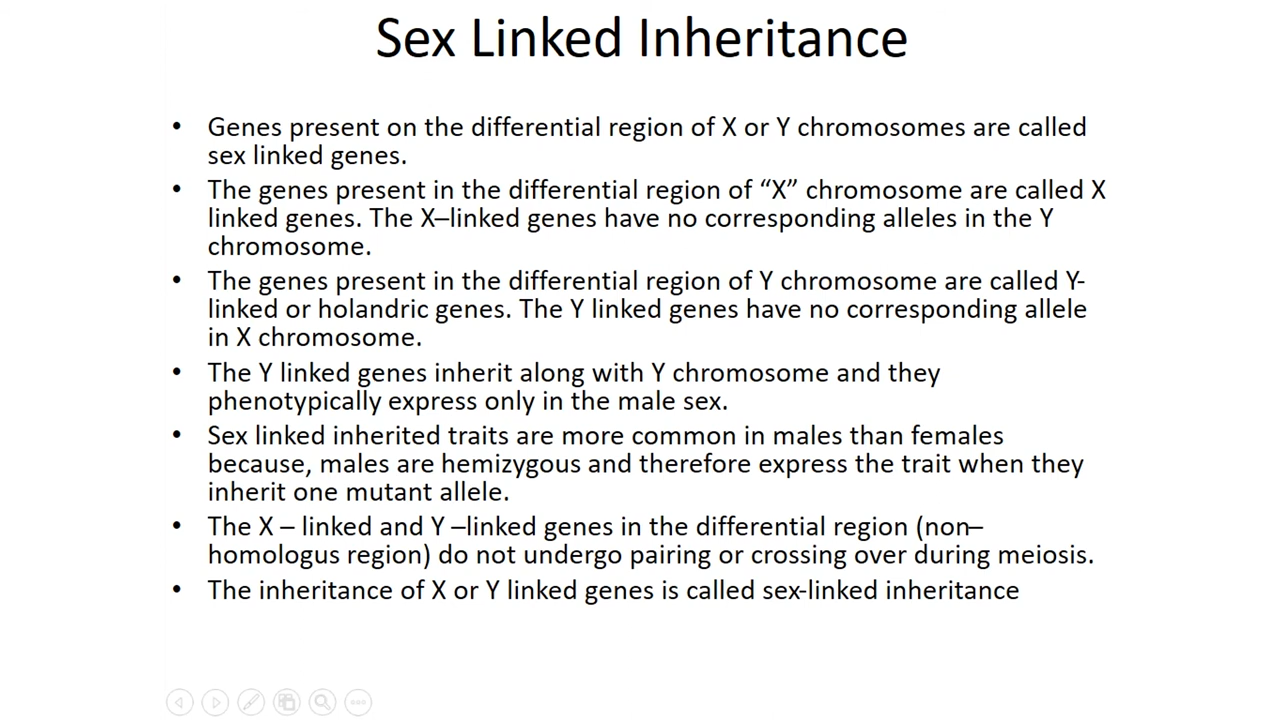 Sex Linked Inheritance
• Genes present on the differential region of X or Y chromosomes are called
sex linked genes.
• The genes present in the differential region of “X” chromosome are called X
linked genes. The X–linked genes have no corresponding alleles in the Y
chromosome.
• The genes present in the differential region of Y chromosome are called Y-
linked or holandric genes. The Y linked genes have no corresponding allele
in X chromosome.
• The Y linked genes inherit along with Y chromosome and they
phenotypically express only in the male sex.
• Sex linked inherited traits are more common in males than females
because, males are hemizygous and therefore express the trait when they
inherit one mutant allele.
• The X – linked and Y –linked genes in the differential region (non–
homologus region) do not undergo pairing or crossing over during meiosis.
• The inheritance of X or Y linked genes is called sex-linked inheritance